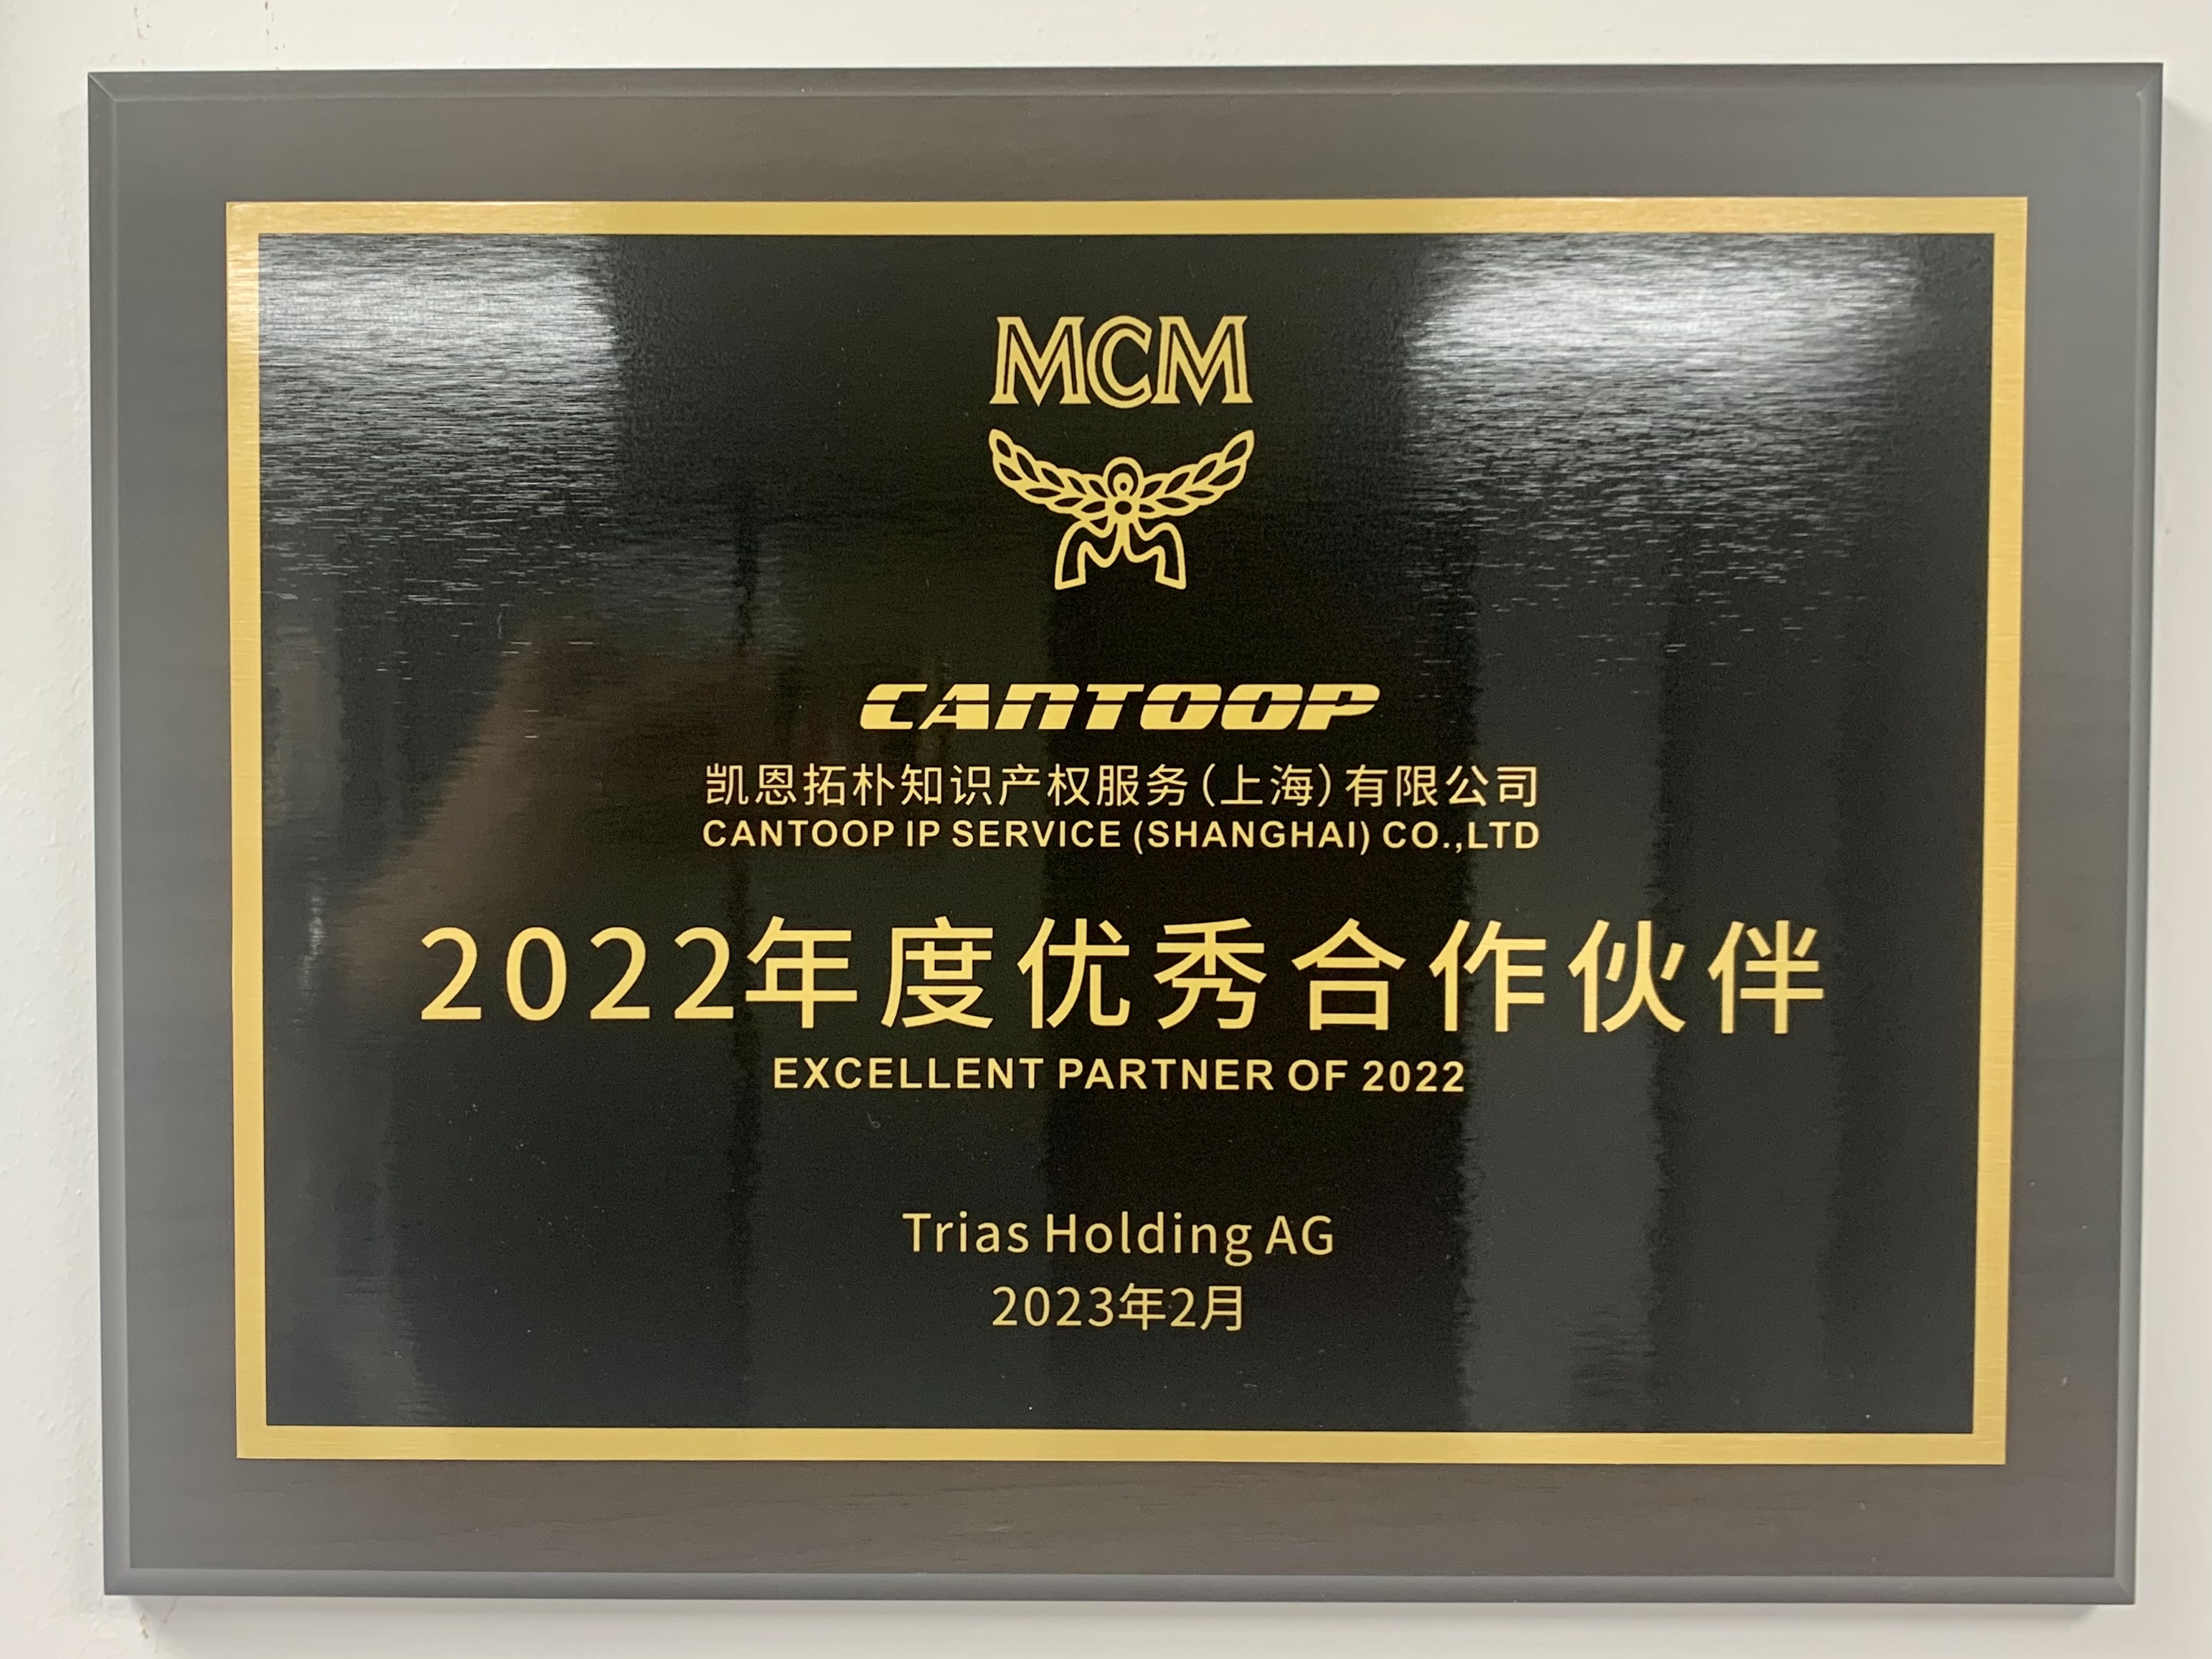 MCM
CANTOOP
凯恩拓朴知识产权服务(上海)有限公司
CANTOOP IP SERVICE (SHANGHAI) CO.,LTD
2022年度优秀合作伙伴
EXCELLENT PARTNER OF 2022
Trias Holding AG
2023年2月